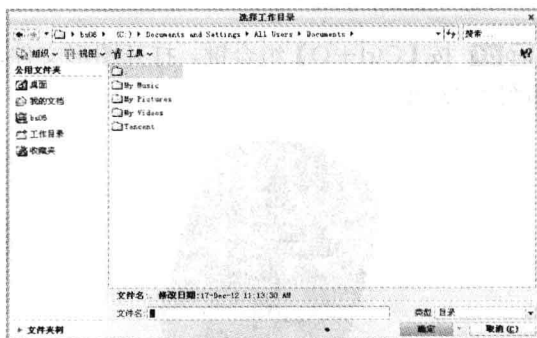 选择工作目录
bs08 ▸ (C:) ▸ Documents and Settings ▸ All Users ▸ Documents ▸
搜索...
组织 视图 工具
公用文件夹
桌面
我的文档
bs08
工作目录
收藏夹
My Music
My Pictures
My Videos
Tencent
文件名:. 修改日期:17-Dec-12 11:13:30 AM
文件名:
类型 目录
文件夹树
确定
取消(C)